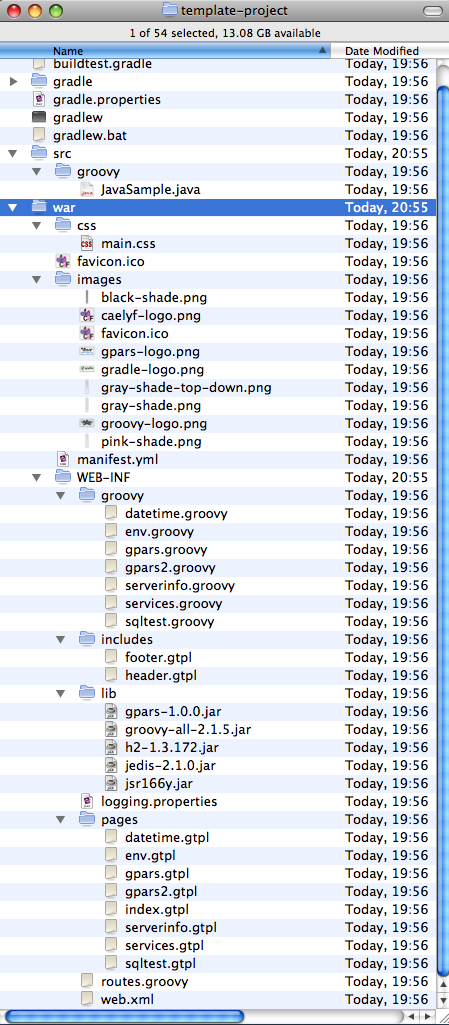 template-project
1 of 54 selected, 13.08 GB available
Name Date Modified
buildtest.gradle Today, 19:56
gradle Today, 19:56
gradle.properties Today, 19:56
gradlew Today, 19:56
gradlew.bat Today, 19:56
src Today, 20:55
groovy Today, 19:56
JavaSample.java Today, 19:56
war Today, 20:55
css Today, 19:56
main.css Today, 19:56
favicon.ico Today, 19:56
images Today, 19:56
black-shade.png Today, 19:56
caelyf-logo.png Today, 19:56
favicon.ico Today, 19:56
gpars-logo.png Today, 19:56
gradle-logo.png Today, 19:56
gray-shade-top-down.png Today, 19:56
gray-shade.png Today, 19:56
groovy-logo.png Today, 19:56
pink-shade.png Today, 19:56
manifest.yml Today, 19:56
WEB-INF Today, 20:55
groovy Today, 19:56
datetime.groovy Today, 19:56
env.groovy Today, 19:56
gpars.groovy Today, 19:56
gpars2.groovy Today, 19:56
serverinfo.groovy Today, 19:56
services.groovy Today, 19:56
sqltest.groovy Today, 19:56
includes Today, 19:56
footer.gtpl Today, 19:56
header.gtpl Today, 19:56
lib Today, 19:56
gpars-1.0.0.jar Today, 19:56
groovy-all-2.1.5.jar Today, 19:56
h2-1.3.172.jar Today, 19:56
jedis-2.1.0.jar Today, 19:56
jsr166y.jar Today, 19:56
logging.properties Today, 19:56
pages Today, 19:56
datetime.gtpl Today, 19:56
env.gtpl Today, 19:56
gpars.gtpl Today, 19:56
gpars2.gtpl Today, 19:56
index.gtpl Today, 19:56
serverinfo.gtpl Today, 19:56
services.gtpl Today, 19:56
sqltest.gtpl Today, 19:56
routes.groovy Today, 19:56
web.xml Today, 19:56